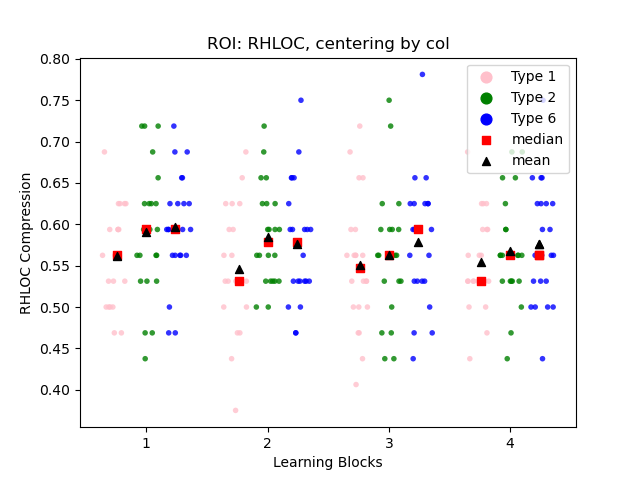 ROI: RHLOC, centering by col
Type 1
Type 2
Type 6
median
mean
0.80
0.75
0.70
0.65
0.60
0.55
0.50
0.45
0.40
RHLOC Compression
1 2 3 4
Learning Blocks